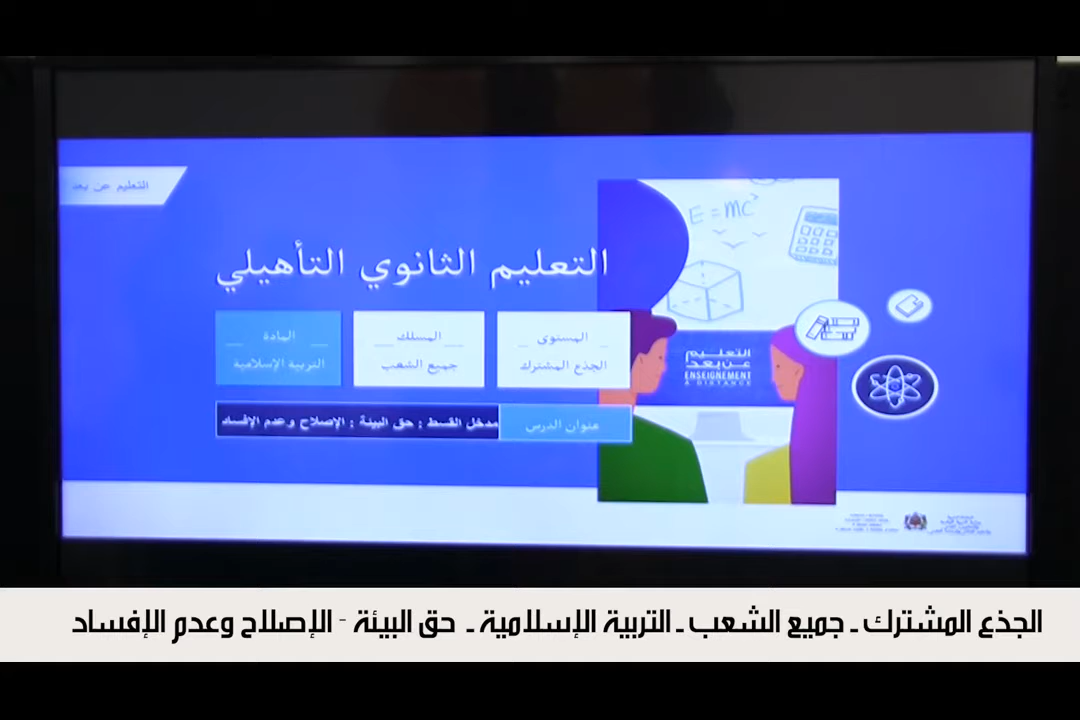 التعليم عن بعد
E = mc²
التعليم الثانوي التأهيلي
المستوى
الجذع المشترك
المسلك
جميع الشعب
المادة
التربية الإسلامية
التعليم
عن بعد
ENSEIGNEMENT
A DISTANCE
عنوان الدرس
مدخل القسط : حق البيئة : الإصلاح وعدم الإفساد
الجذع المشترك - جميع الشعب - التربية الإسلامية - حق البيئة - الإصلاح وعدم الإفساد